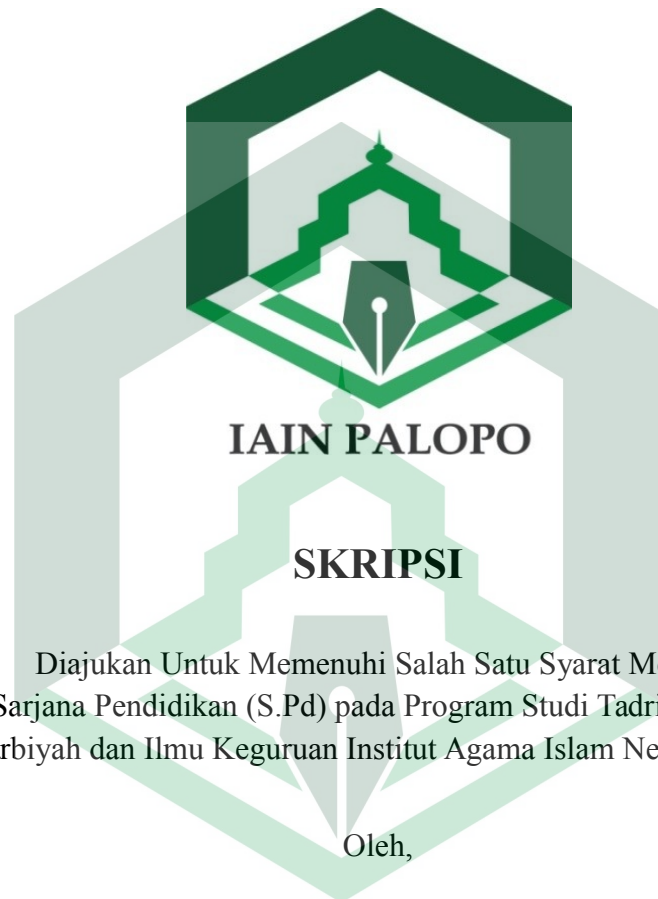 IAIN PALOPO
SKRIPSI
Diajukan Untuk Memenuhi Salah Satu Syarat
Sarjana Pendidikan (S.Pd) pada Program Studi
dan Ilmu Keguruan Institut Agama Islam
Oleh,